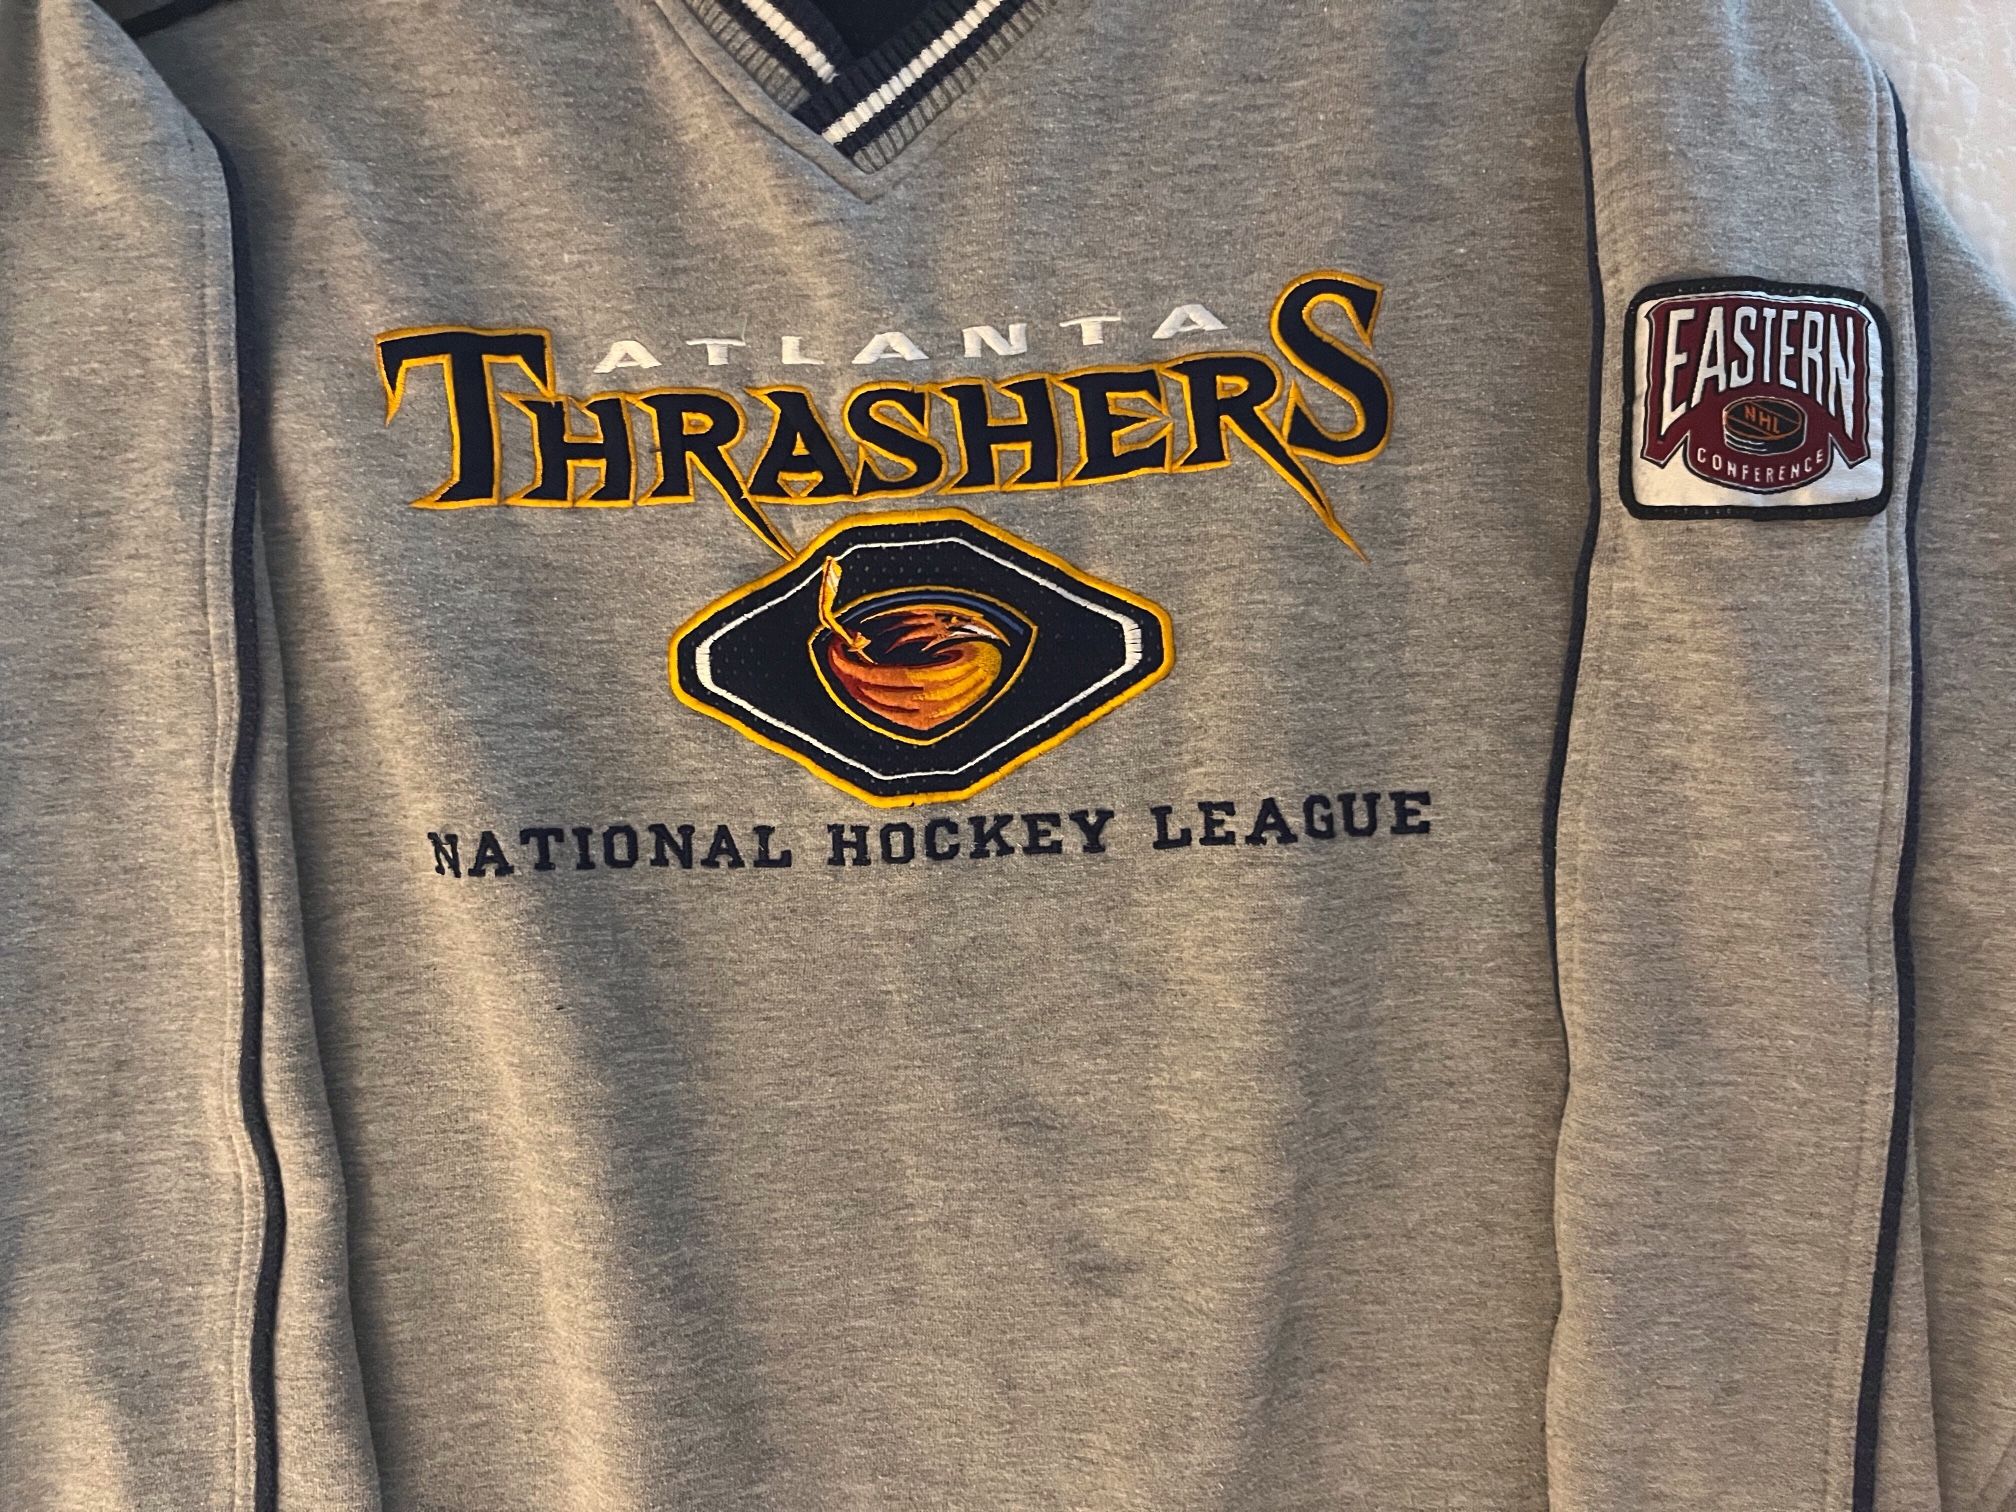 ATLANTA
THRASHERS
NATIONAL HOCKEY LEAGUE
EASTERN
NHL
CONFERENCE